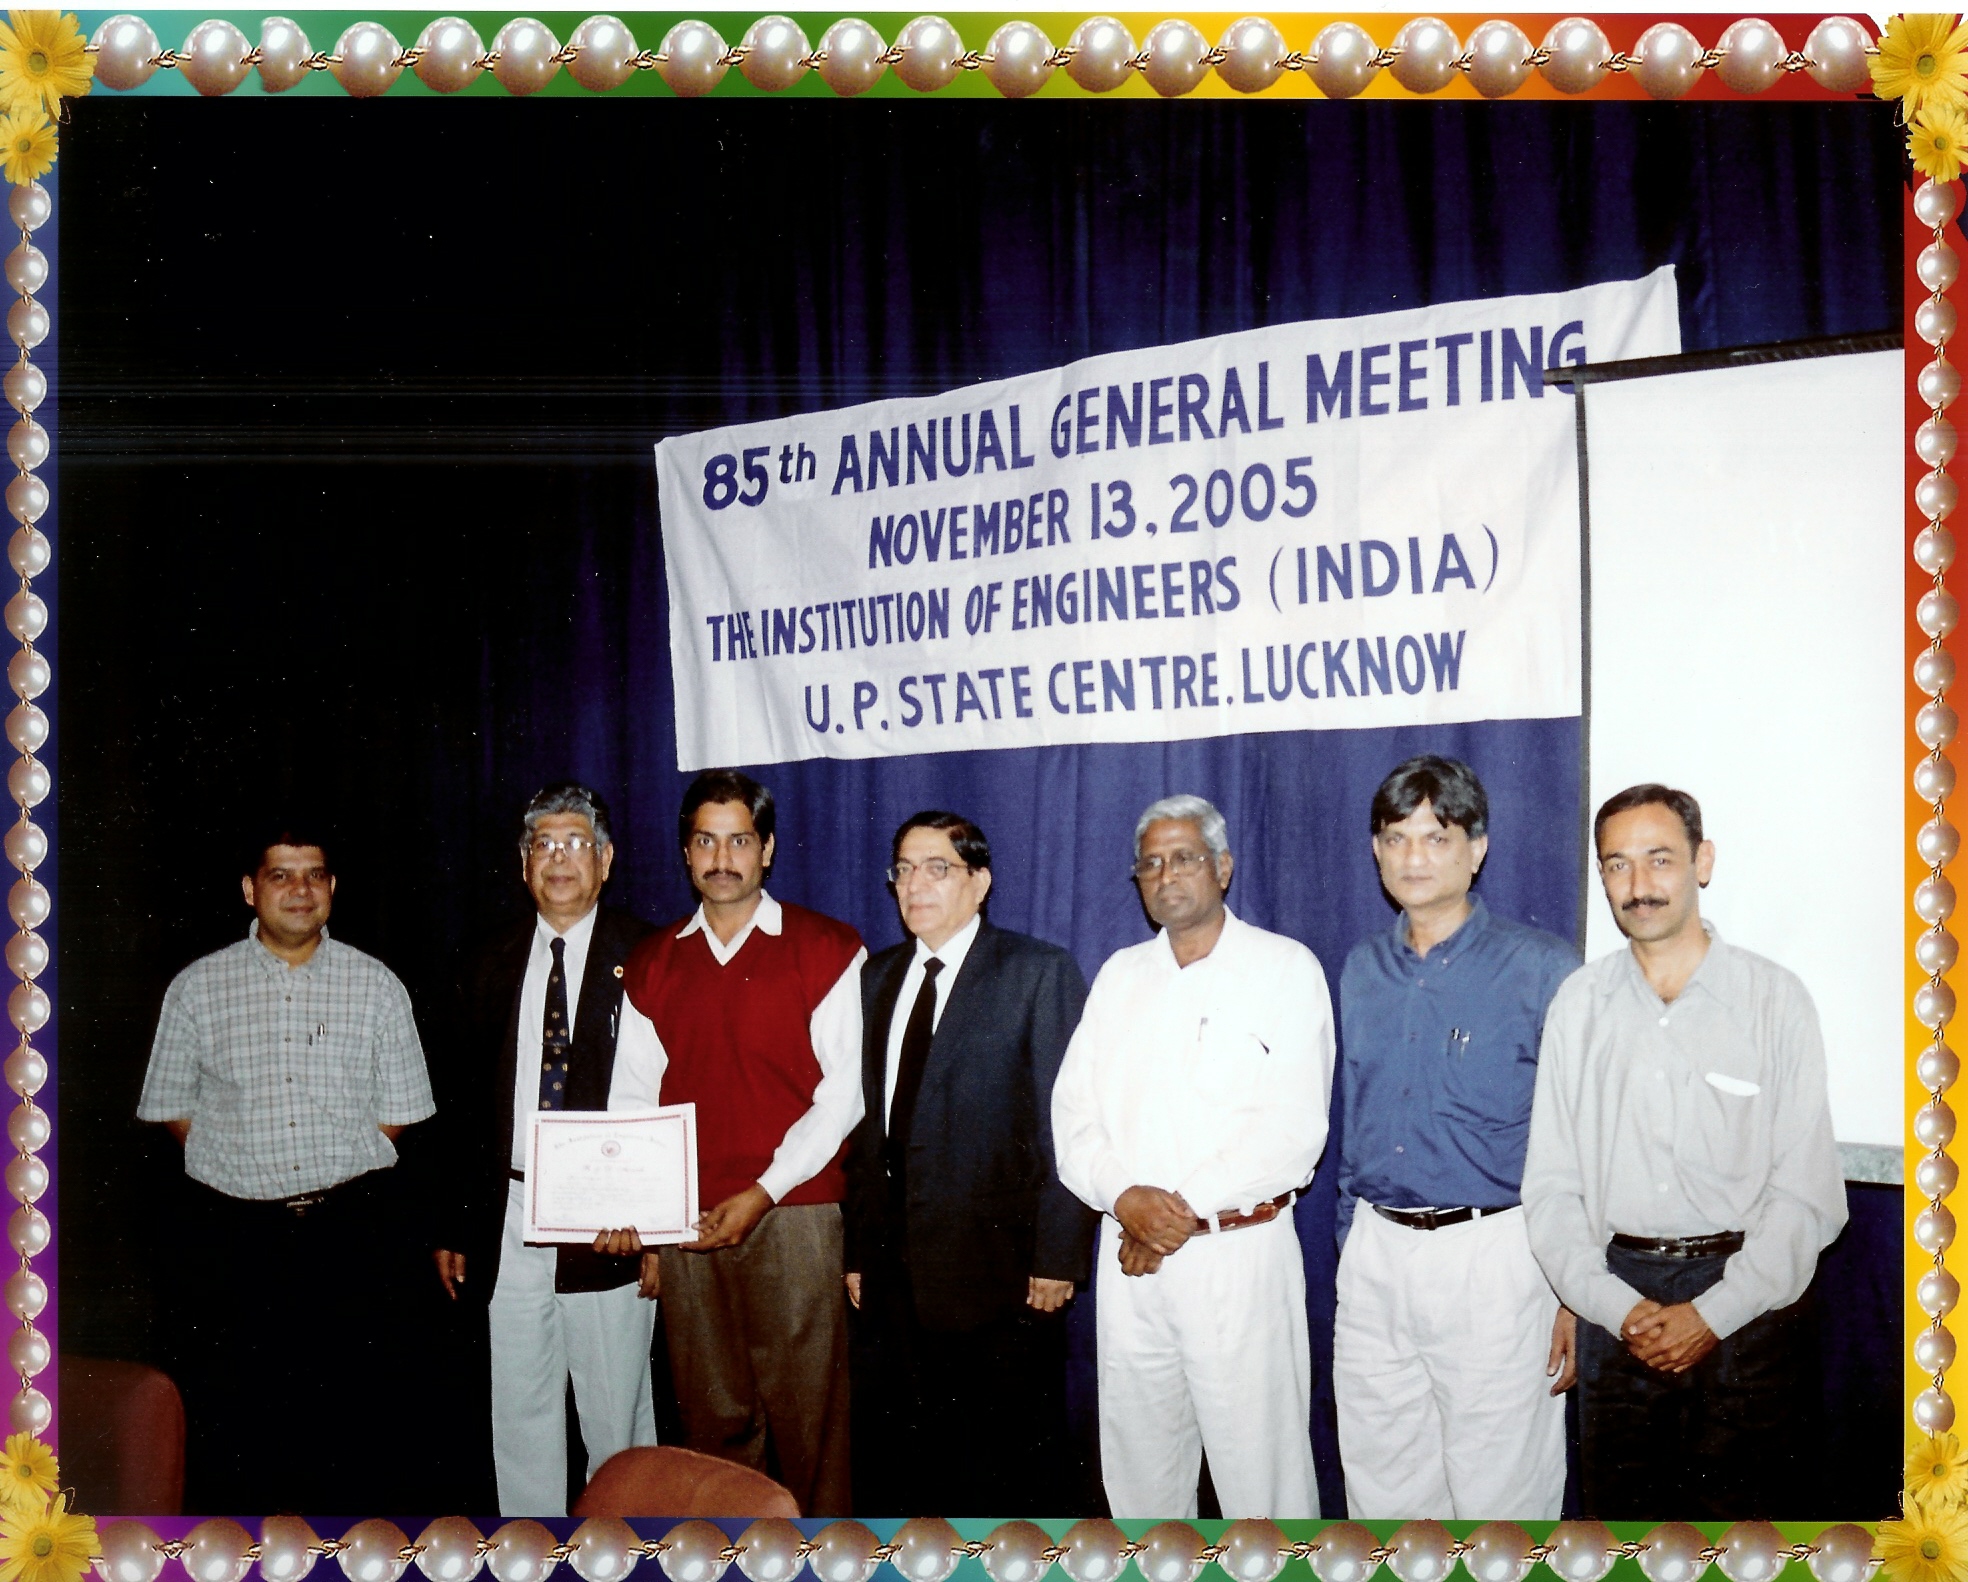 85th ANNUAL GENERAL MEETING
NOVEMBER 13, 2005
THE INSTITUTION OF ENGINEERS (INDIA)
U.P. STATE CENTRE. LUCKNOW